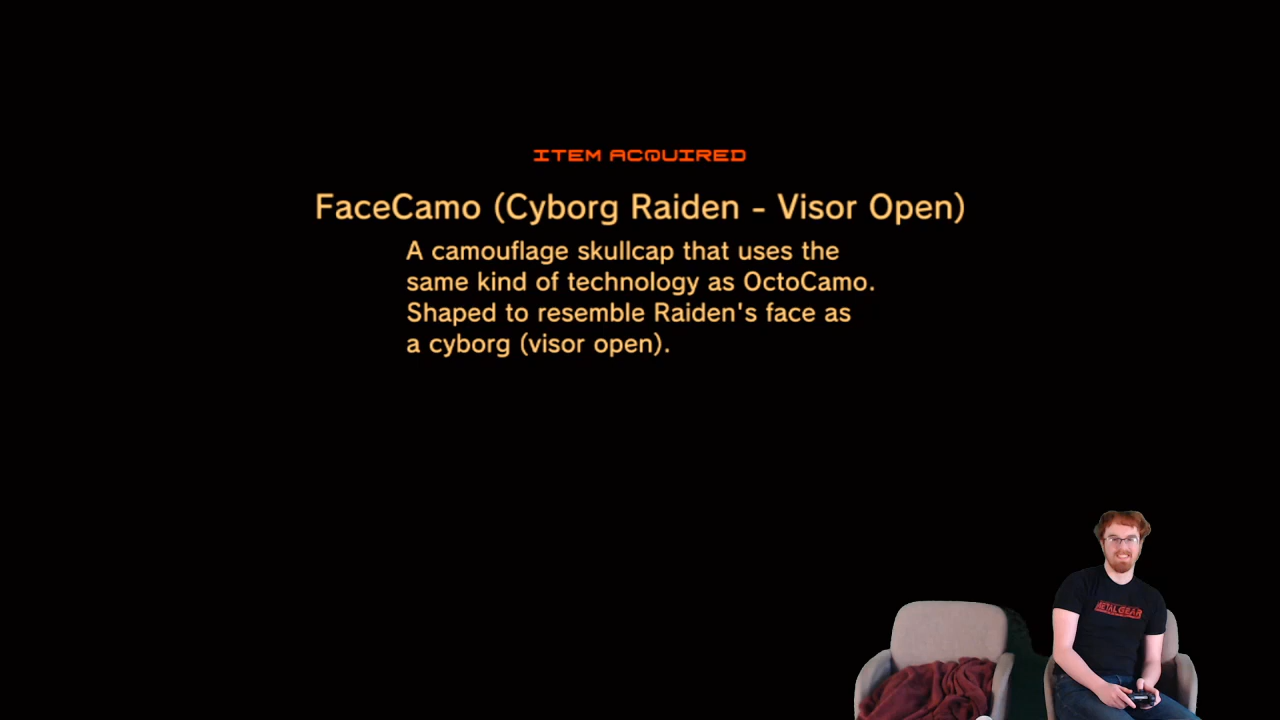 ITEM ACQUIRED
FaceCamo (Cyborg Raiden - Visor Open)
A camouflage skullcap that uses the
same kind of technology as OctoCamo.
Shaped to resemble Raiden's face as
a cyborg (visor open).
METAL GEAR